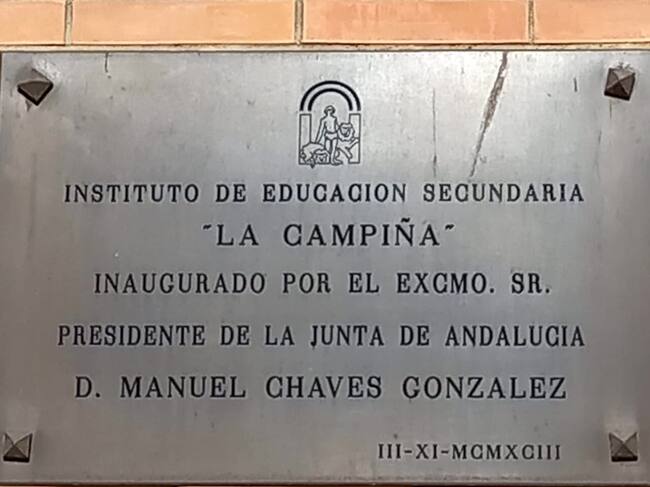 INSTITUTO DE EDUCACION SECUNDARIA
"LA CAMPIÑA"
INAUGURADO POR EL EXCMO. SR.
PRESIDENTE DE LA JUNTA DE ANDALUCIA
D. MANUEL CHAVES GONZALEZ
III-XI-MCMXCIII